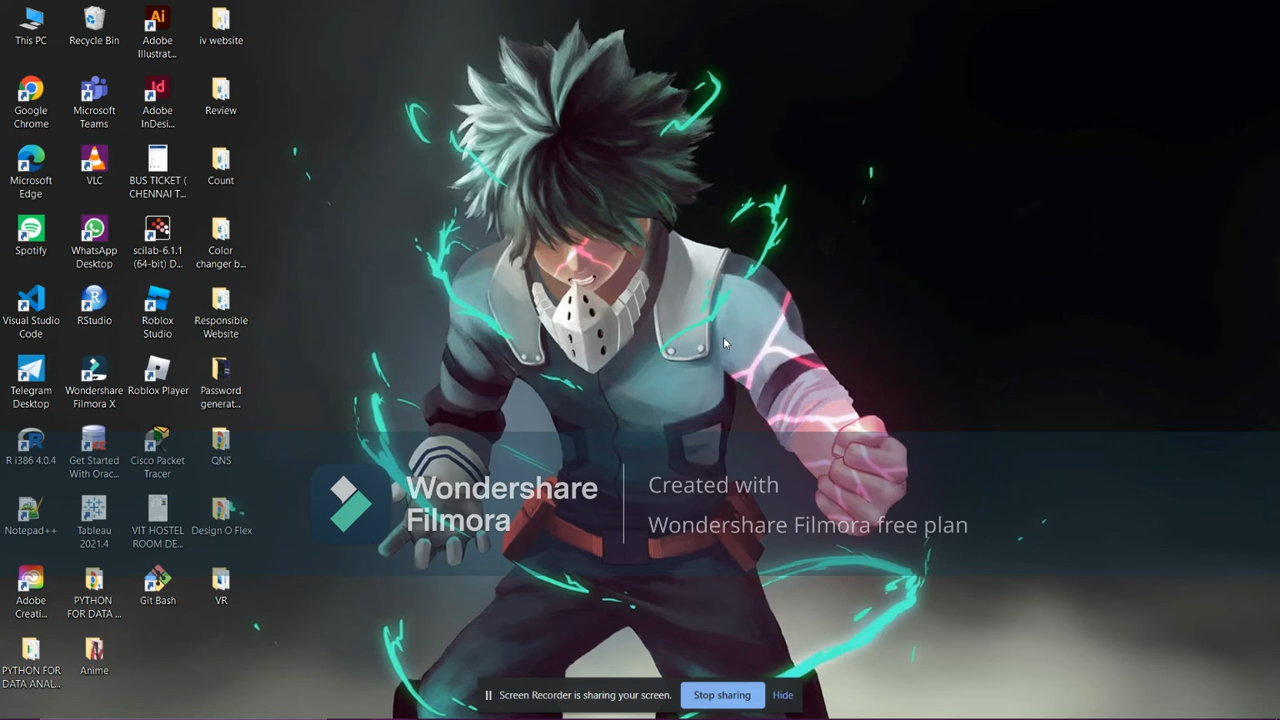 This PC
Recycle Bin
Adobe
Illustrat...
iv website
Google
Chrome
Microsoft
Teams
Adobe
InDesi...
Review
Microsoft
Edge
VLC
BUS TICKET (
CHENNAI T...
Count
Spotify
WhatsApp
Desktop
scilab-6.1.1
(64-bit) D...
Color
changer b...
Visual Studio
Code
RStudio
Roblox
Studio
Responsible
Website
Telegram
Desktop
Wondershare
Filmora X
Roblox Player
Password
generat...
R i386 4.0.4
Get Started
With Orac...
Cisco Packet
Tracer
QNS
Notepad++
Tableau
2021.4
VIT HOSTEL
ROOM DE...
Design O Flex
Adobe
Creati...
PYTHON
FOR DATA ...
Git Bash
VR
PYTHON FOR
DATA ANAL...
Anime
Wondershare
Filmora
Created with
Wondershare Filmora free plan
Screen Recorder is sharing your screen.
Stop sharing
Hide